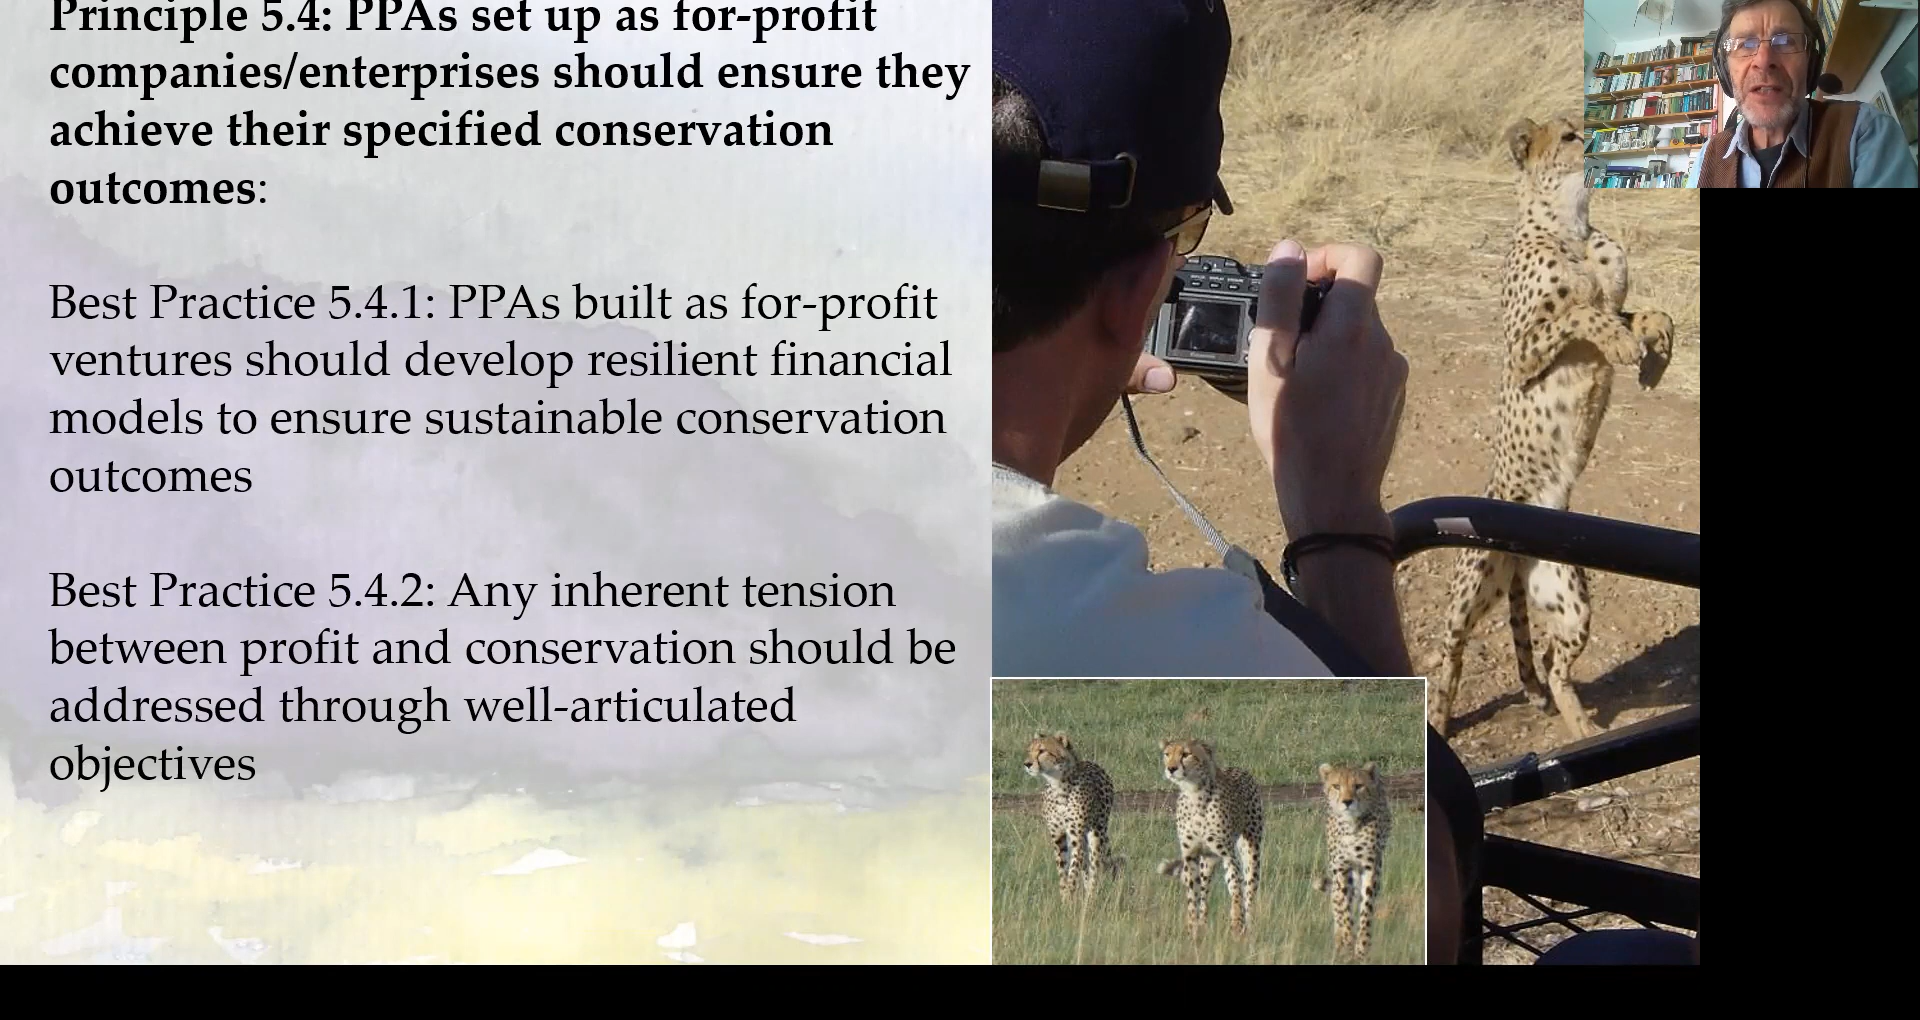 Principle 5.4: PPAs set up as for-profit
companies/enterprises should ensure they
achieve their specified conservation
outcomes:
Best Practice 5.4.1: PPAs built as for-profit
ventures should develop resilient financial
models to ensure sustainable conservation
outcomes
Best Practice 5.4.2: Any inherent tension
between profit and conservation should be
addressed through well-articulated
objectives